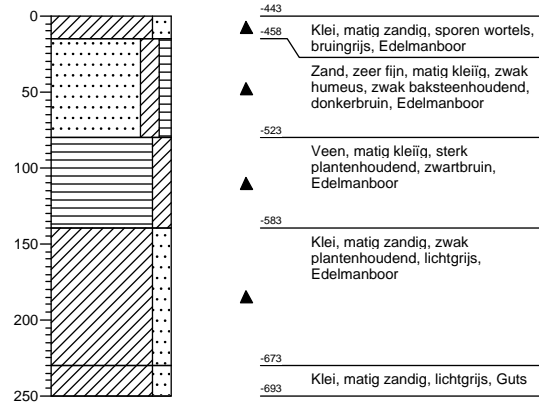 0
-443
Klei, matig zandig, sporen wortels,
bruingrijs, Edelmanboor
-458
Zand, zeer fijn, matig kleiïg, zwak
humeus, zwak baksteenhoudend,
donkerbruin, Edelmanboor
50
-523
Veen, matig kleiïg, sterk
plantenhoudend, zwartbruin,
Edelmanboor
100
-583
Klei, matig zandig, zwak
plantenhoudend, lichtgrijs,
Edelmanboor
150
200
-673
Klei, matig zandig, lichtgrijs, Guts
-693
250